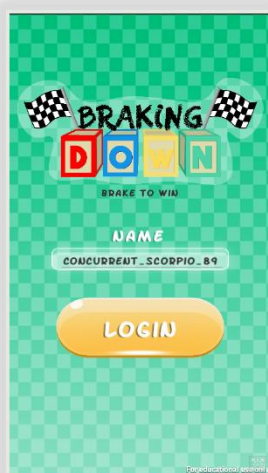 BRAKING
DOWN
BRAKE TO WIN
NAME
CONCURRENT_SCORPIO_89
LOGIN
For educational